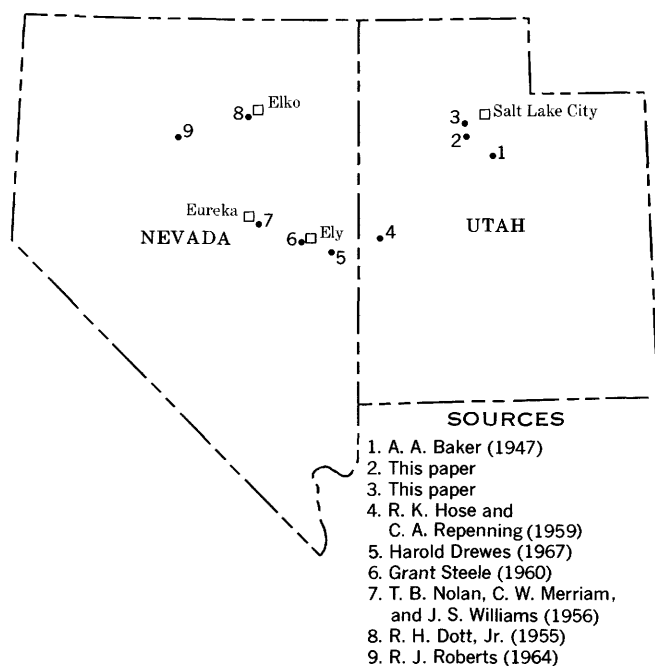 Elko
8
9
3
Salt Lake City
2
1
Eureka
7
NEVADA
6
Ely
5
4
UTAH
SOURCES
1. A. A. Baker (1947)
2. This paper
3. This paper
4. R. K. Hose and
C. A. Repenning (1959)
5. Harold Drewes (1967)
6. Grant Steele (1960)
7. T. B. Nolan, C. W. Merriam,
and J. S. Williams (1956)
8. R. H. Dott, Jr. (1955)
9. R. J. Roberts (1964)